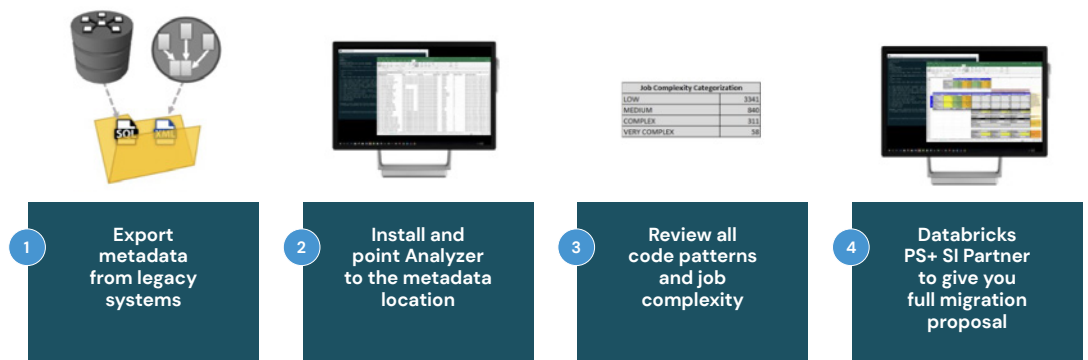 SQL
XML
Job Complexity Categorization
LOW 3341
MEDIUM 840
COMPLEX 311
VERY COMPLEX 58
1
Export
metadata
from legacy
systems
2
Install and
point Analyzer
to the metadata
location
3
Review all
code patterns
and job
complexity
4
Databricks
PS+ SI Partner
to give you
full migration
proposal